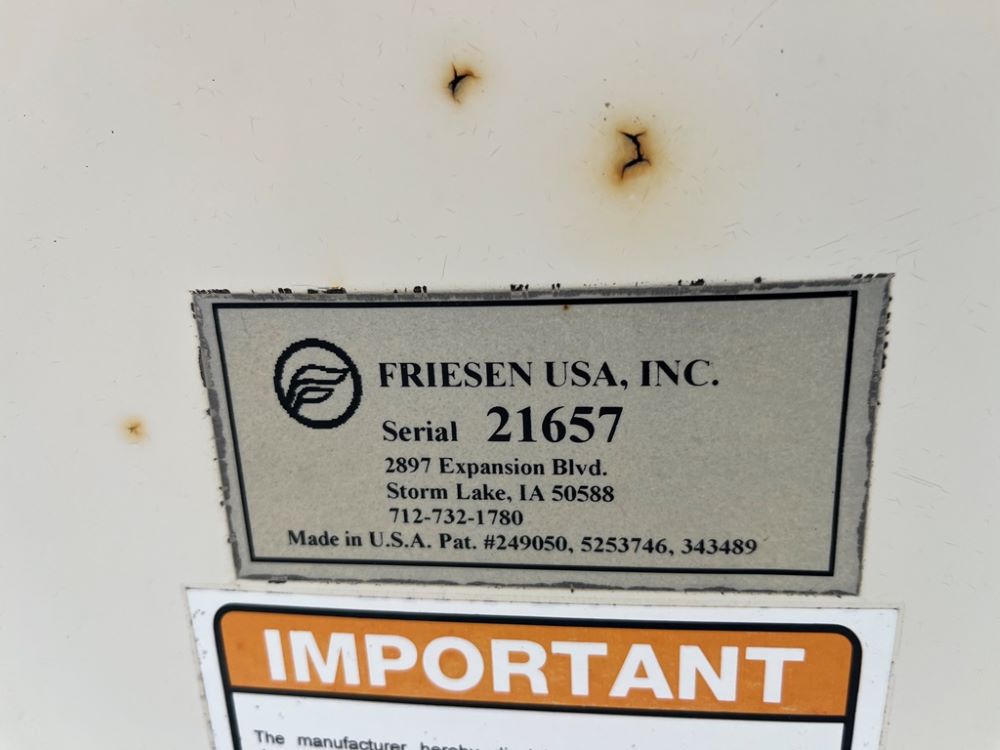 FRIESEN USA, INC.
Serial 21657
2897 Expansion Blvd.
Storm Lake, IA 50588
712-732-1780
Made in U.S.A. Pat. #249050, 5253746, 343489
IMPORTANT
The manufacturer hereby